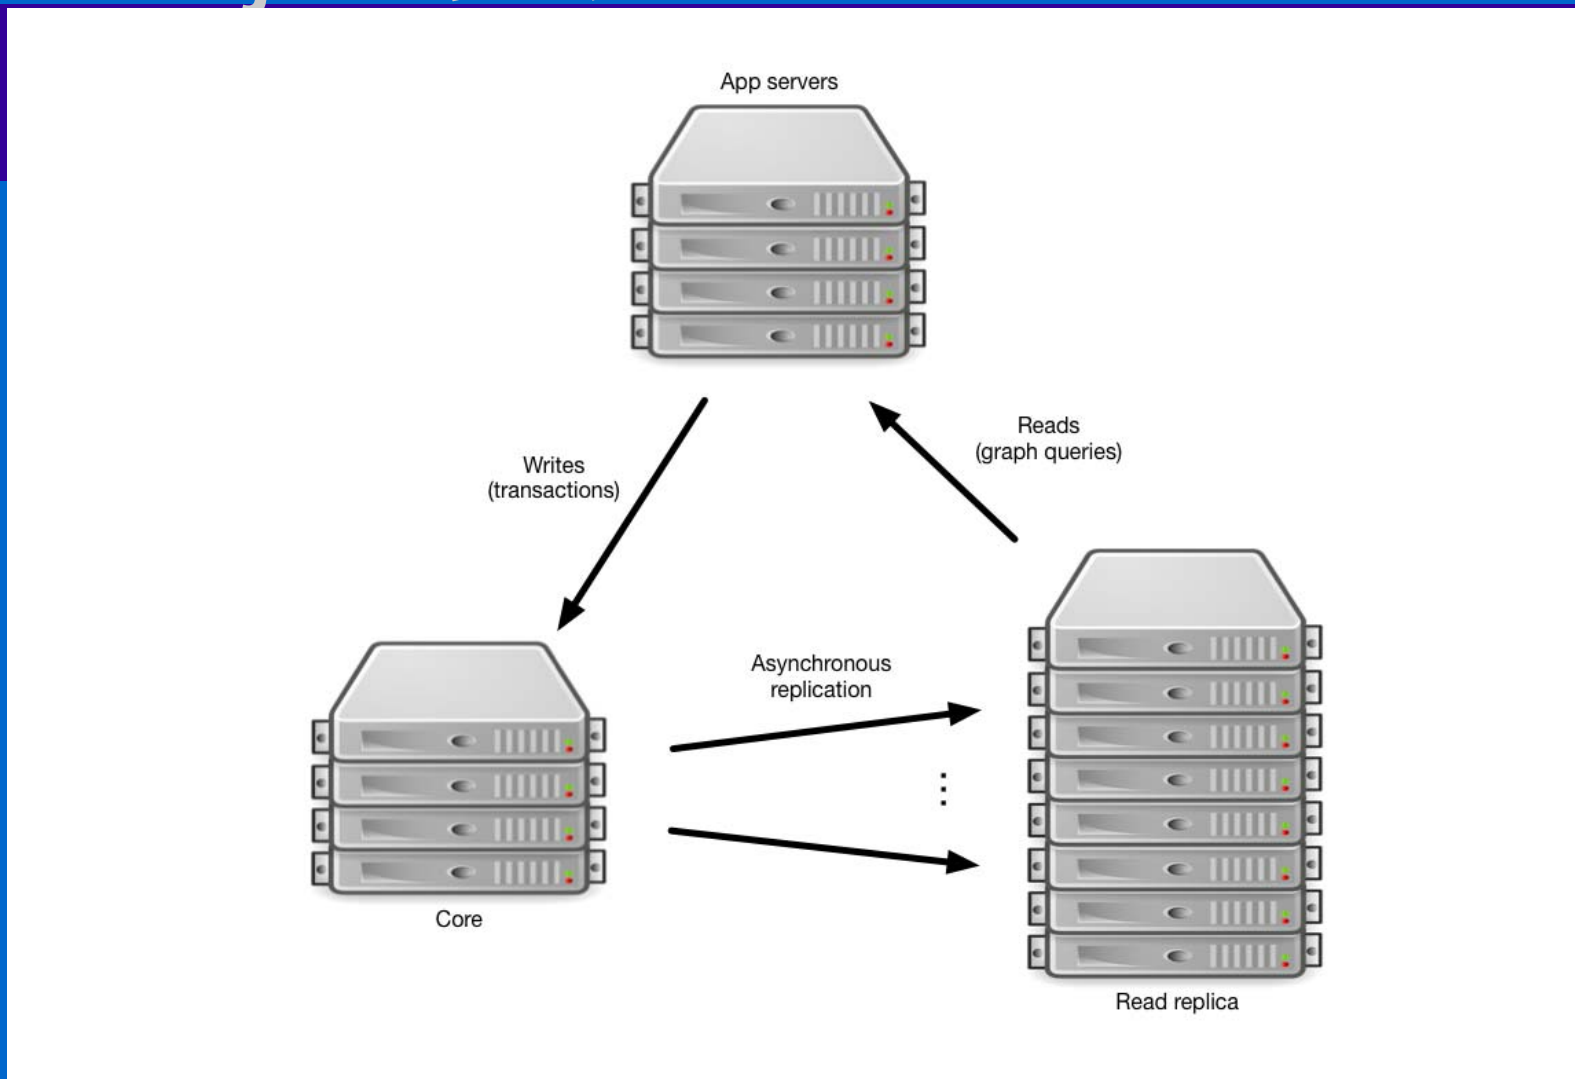 App servers
Reads
(graph queries)
Writes
(transactions)
Asynchronous
replication
Core
Read replica